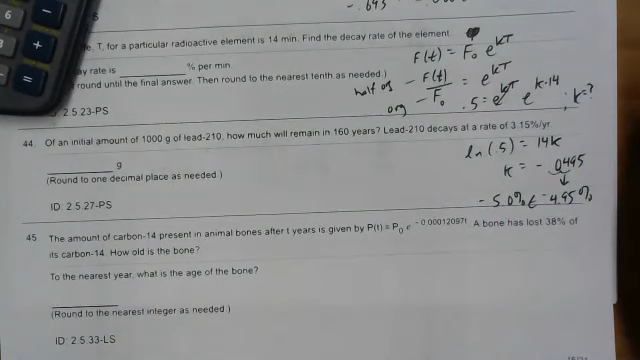 6
3
+
=
-.693
, T, for a particular radioactive element is 14 min. Find the decay rate of the element.
F(t) = F₀ e^kT
ay rate is ________ % per min.
round until the final answer. Then round to the nearest tenth as needed.)
half of - F(t) / org - F₀ = e^kT
.5 = e^kT e^k·14 ; k=?
: 2.5.23-PS
44. Of an initial amount of 1000 g of lead-210, how much will remain in 160 years? Lead-210 decays at a rate of 3.15%/yr.
ln(.5) = 14k
________ g
k = -.0495
(Round to one decimal place as needed.)
-5.0% ← -4.95%
ID: 2.5.27-PS
45 The amount of carbon-14 present in animal bones after t years is given by P(t) = P₀ e^-0.00012097t. A bone has lost 38% of
its carbon-14. How old is the bone?
To the nearest year, what is the age of the bone?
(Round to the nearest integer as needed.)
ID: 2.5.33-LS